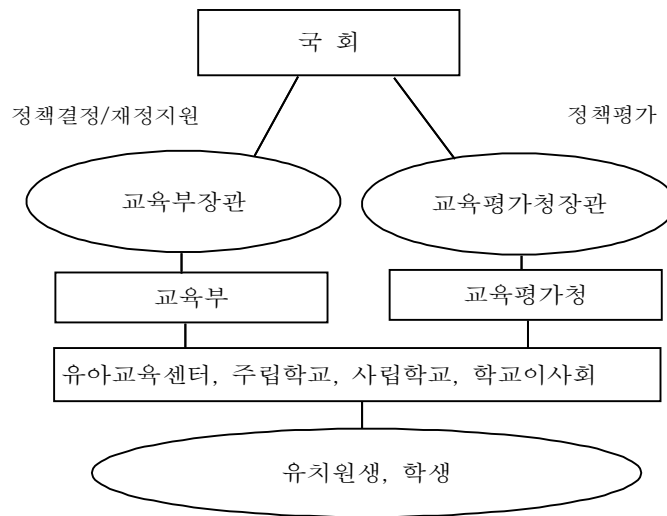 국 회
정책결정/재정지원
정책평가
교육부장관
교육평가청장관
교육부
교육평가청
유아교육센터, 주립학교, 사립학교, 학교이사회
유치원생, 학생